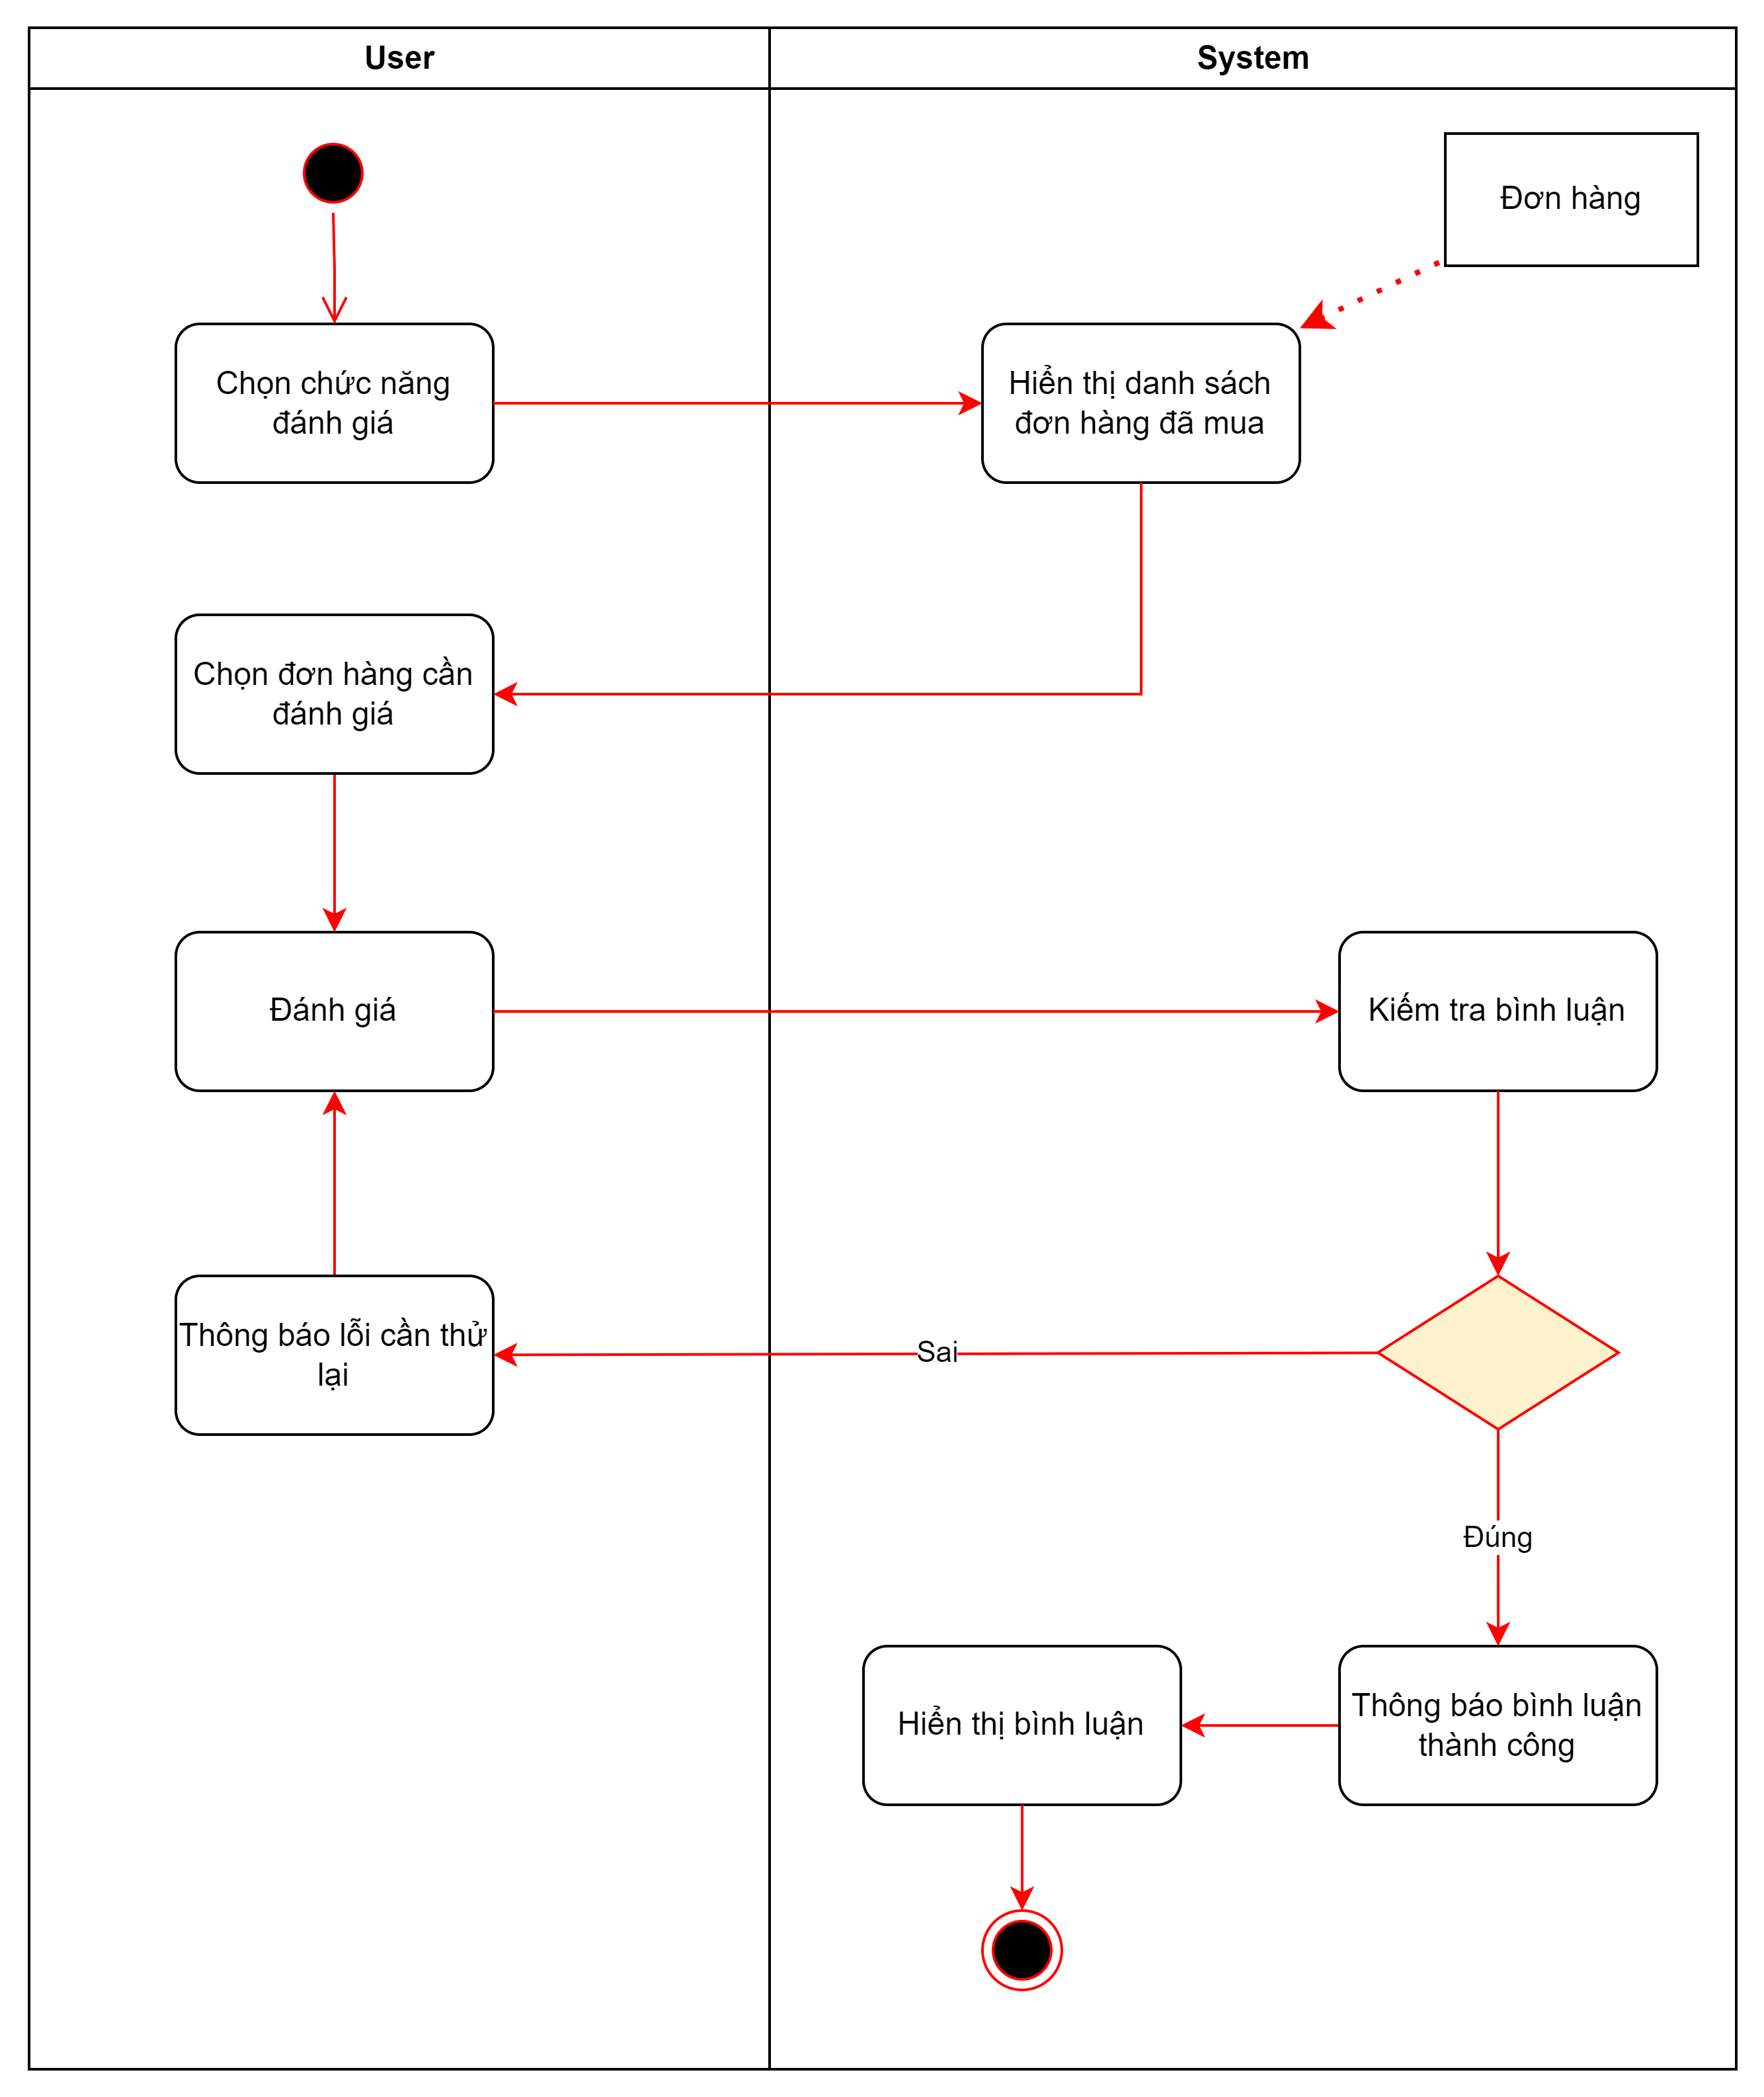 User
System
Đơn hàng
Chọn chức năng
đánh giá
Hiển thị danh sách
đơn hàng đã mua
Chọn đơn hàng cần
đánh giá
Đánh giá
Kiểm tra bình luận
Thông báo lỗi cần thử
lại
Sai
Đúng
Hiển thị bình luận
Thông báo bình luận
thành công